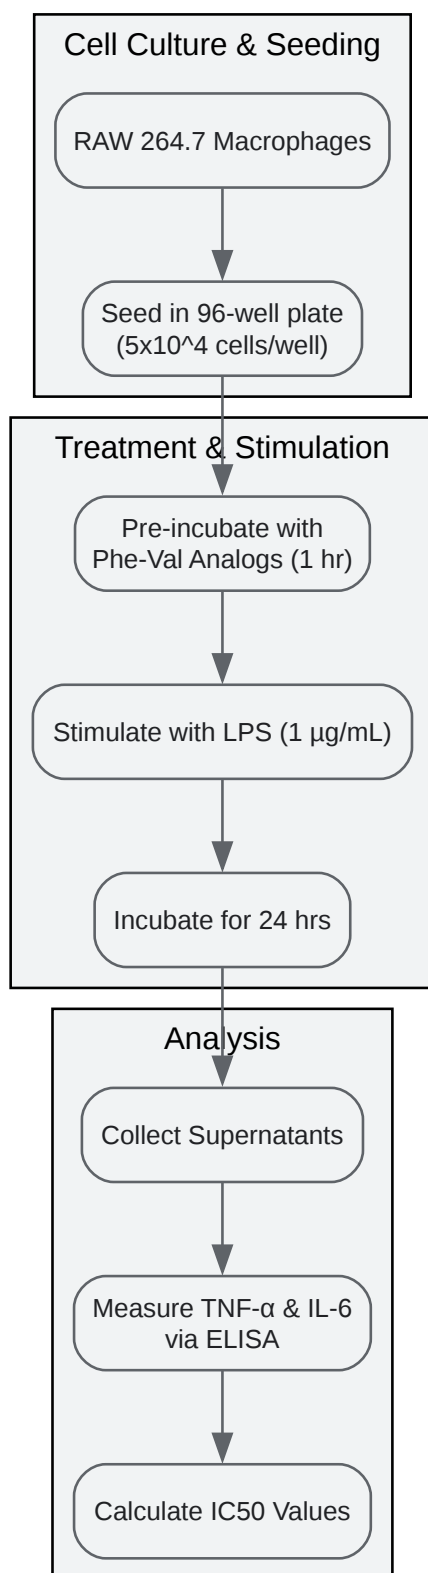 Cell Culture & Seeding
RAW 264.7 Macrophages
Seed in 96-well plate
(5x10^4 cells/well)
Treatment & Stimulation
Pre-incubate with
Phe-Val Analogs (1 hr)
Stimulate with LPS (1 µg/mL)
Incubate for 24 hrs
Analysis
Collect Supernatants
Measure TNF-α & IL-6
via ELISA
Calculate IC50 Values